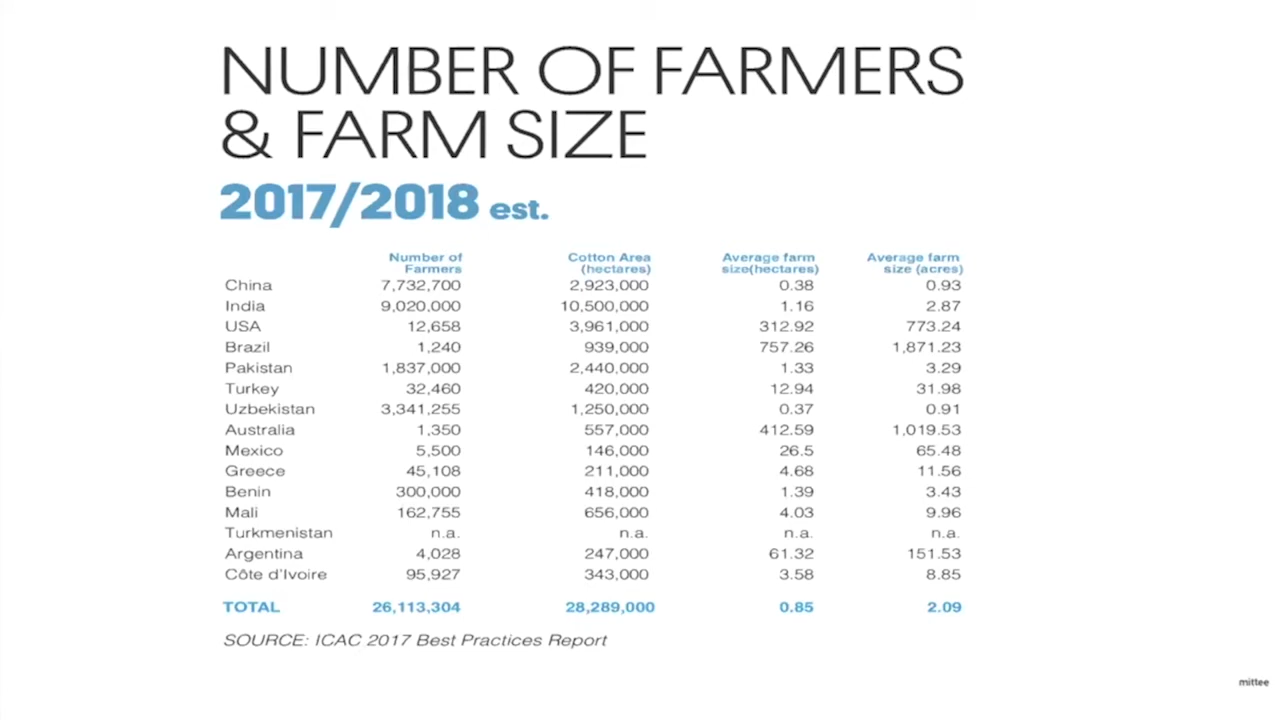 NUMBER OF FARMERS
& FARM SIZE
2017/2018 est.
Number of Farmers Cotton Area (hectares) Average farm size(hectares) Average farm size (acres)
China 7,732,700 2,923,000 0.38 0.93
India 9,020,000 10,500,000 1.16 2.87
USA 12,658 3,961,000 312.92 773.24
Brazil 1,240 939,000 757.26 1,871.23
Pakistan 1,837,000 2,440,000 1.33 3.29
Turkey 32,460 420,000 12.94 31.98
Uzbekistan 3,341,255 1,250,000 0.37 0.91
Australia 1,350 557,000 412.59 1,019.53
Mexico 5,500 146,000 26.5 65.48
Greece 45,108 211,000 4.68 11.56
Benin 300,000 418,000 1.39 3.43
Mali 162,755 656,000 4.03 9.96
Turkmenistan n.a. n.a. n.a. n.a.
Argentina 4,028 247,000 61.32 151.53
Côte d'Ivoire 95,927 343,000 3.58 8.85
TOTAL 26,113,304 28,289,000 0.85 2.09
SOURCE: ICAC 2017 Best Practices Report
mittee